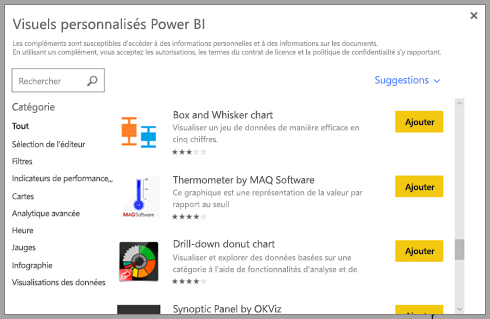 Visuels personnalisés Power BI
Les compléments sont susceptibles d'accéder à des informations personnelles et à des informations sur les documents.
En utilisant un complément, vous acceptez les autorisations, les termes du contrat de licence et la politique de confidentialité s'y rapportant.
Rechercher
Suggestions
Catégorie
Tout
Sélection de l'éditeur
Filtres
Indicateurs de performance...
Cartes
Analytique avancée
Heure
Jauges
Infographie
Visualisations des données
Box and Whisker chart
Visualiser un jeu de données de manière efficace en
cinq chiffres.
Ajouter
MAQSoftware
Thermometer by MAQ Software
Ce graphique est une représentation de la valeur par
rapport au seuil
Ajouter
Drill-down donut chart
Visualiser et explorer des données basées sur une
catégorie à l'aide de fonctionnalités d'analyse et de
Ajouter
Synoptic Panel by OKViz
Ajouter